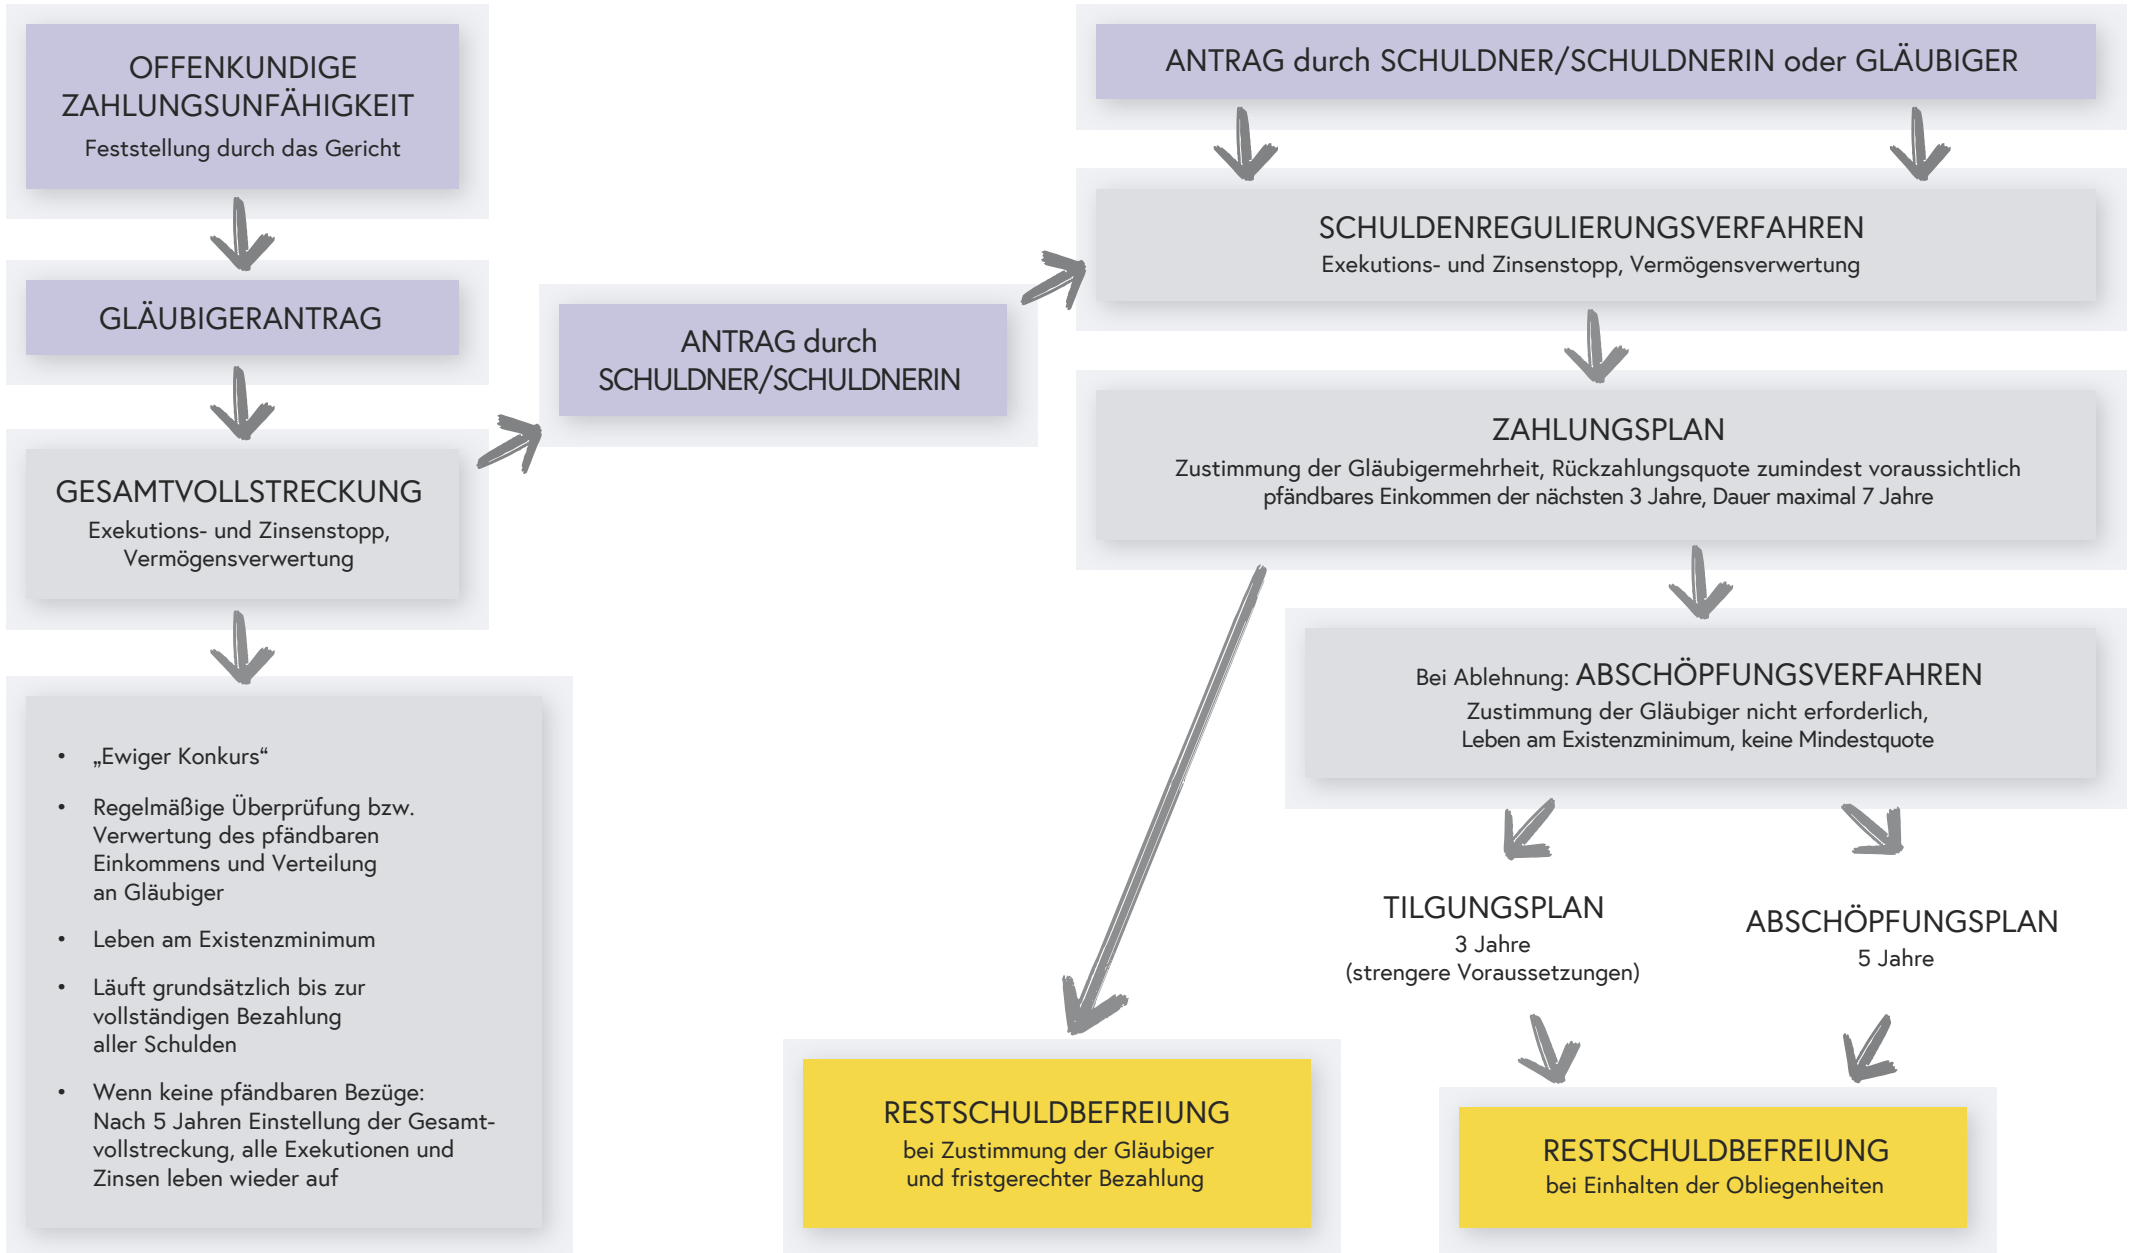 OFFENKUNDIGE
ZAHLUNGSUNFÄHIGKEIT
Feststellung durch das Gericht
GLÄUBIGERANTRAG
GESAMTVOLLSTRECKUNG
Exekutions- und Zinsenstopp,
Vermögensverwertung
• „Ewiger Konkurs“
• Regelmäßige Überprüfung bzw.
Verwertung des pfändbaren
Einkommens und Verteilung
an Gläubiger
• Leben am Existenzminimum
• Läuft grundsätzlich bis zur
vollständigen Bezahlung
aller Schulden
• Wenn keine pfändbaren Bezüge:
Nach 5 Jahren Einstellung der Gesamt-
vollstreckung, alle Exekutionen und
Zinsen leben wieder auf
ANTRAG durch
SCHULDNER/SCHULDNERIN
ANTRAG durch SCHULDNER/SCHULDNERIN oder GLÄUBIGER
SCHULDENREGULIERUNGSVERFAHREN
Exekutions- und Zinsenstopp, Vermögensverwertung
ZAHLUNGSPLAN
Zustimmung der Gläubigermehrheit, Rückzahlungsquote zumindest voraussichtlich
pfändbares Einkommen der nächsten 3 Jahre, Dauer maximal 7 Jahre
Bei Ablehnung: ABSCHÖPFUNGSVERFAHREN
Zustimmung der Gläubiger nicht erforderlich,
Leben am Existenzminimum, keine Mindestquote
TILGUNGSPLAN
3 Jahre
(strengere Voraussetzungen)
ABSCHÖPFUNGSPLAN
5 Jahre
RESTSCHULDBEFREIUNG
bei Zustimmung der Gläubiger
und fristgerechter Bezahlung
RESTSCHULDBEFREIUNG
bei Einhalten der Obliegenheiten